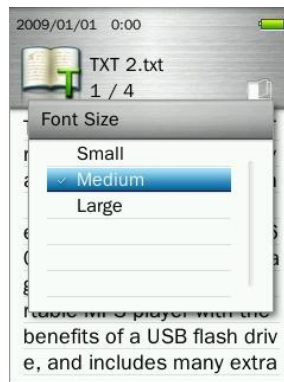 2009/01/01 0:00
TXT 2.txt
1 / 4
Font Size
Small
Medium
Large
rtable MP3 player with the
benefits of a USB flash driv
e, and includes many extra